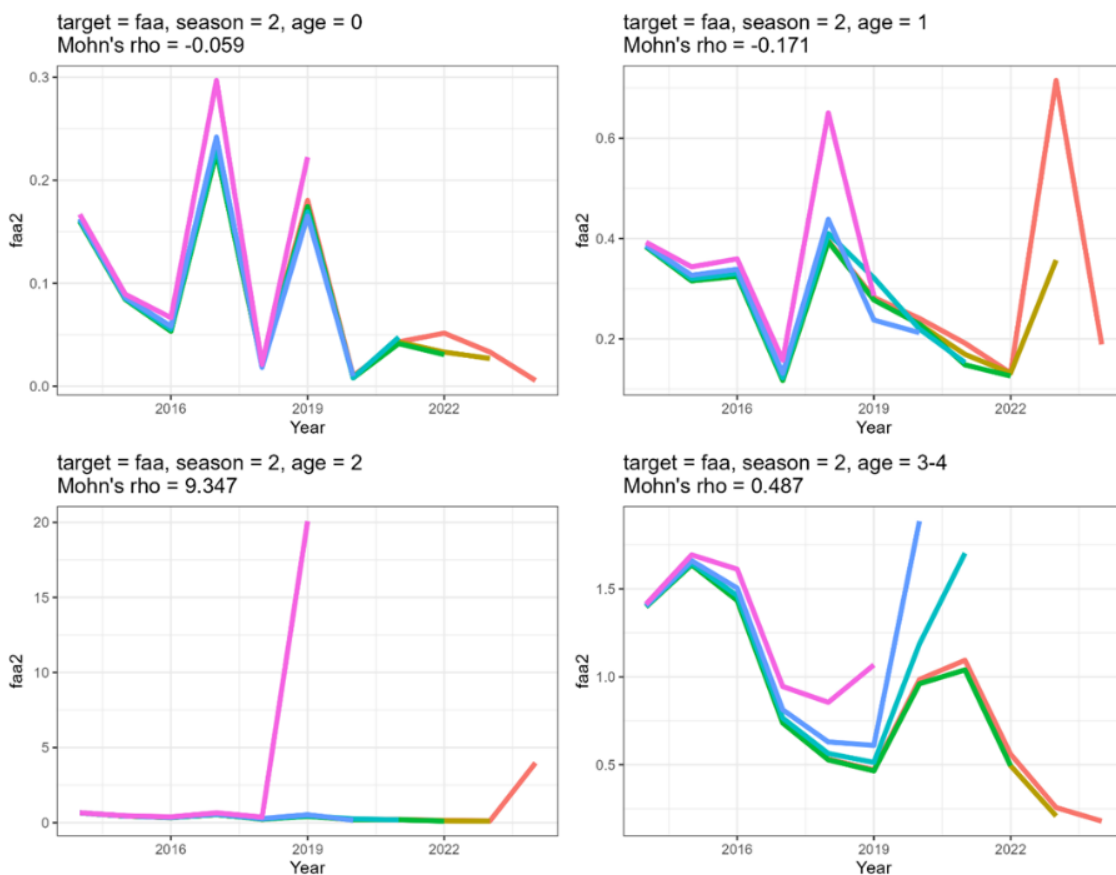 target = faa, season = 2, age = 0
Mohn's rho = -0.059
0.3
0.2
0.1
0.0
faa2
2016
2019
2022
Year
target = faa, season = 2, age = 1
Mohn's rho = -0.171
0.6
0.4
0.2
faa2
2016
2019
2022
Year
target = faa, season = 2, age = 2
Mohn's rho = 9.347
20
15
10
5
0
faa2
2016
2019
2022
Year
target = faa, season = 2, age = 3-4
Mohn's rho = 0.487
1.5
1.0
0.5
faa2
2016
2019
2022
Year